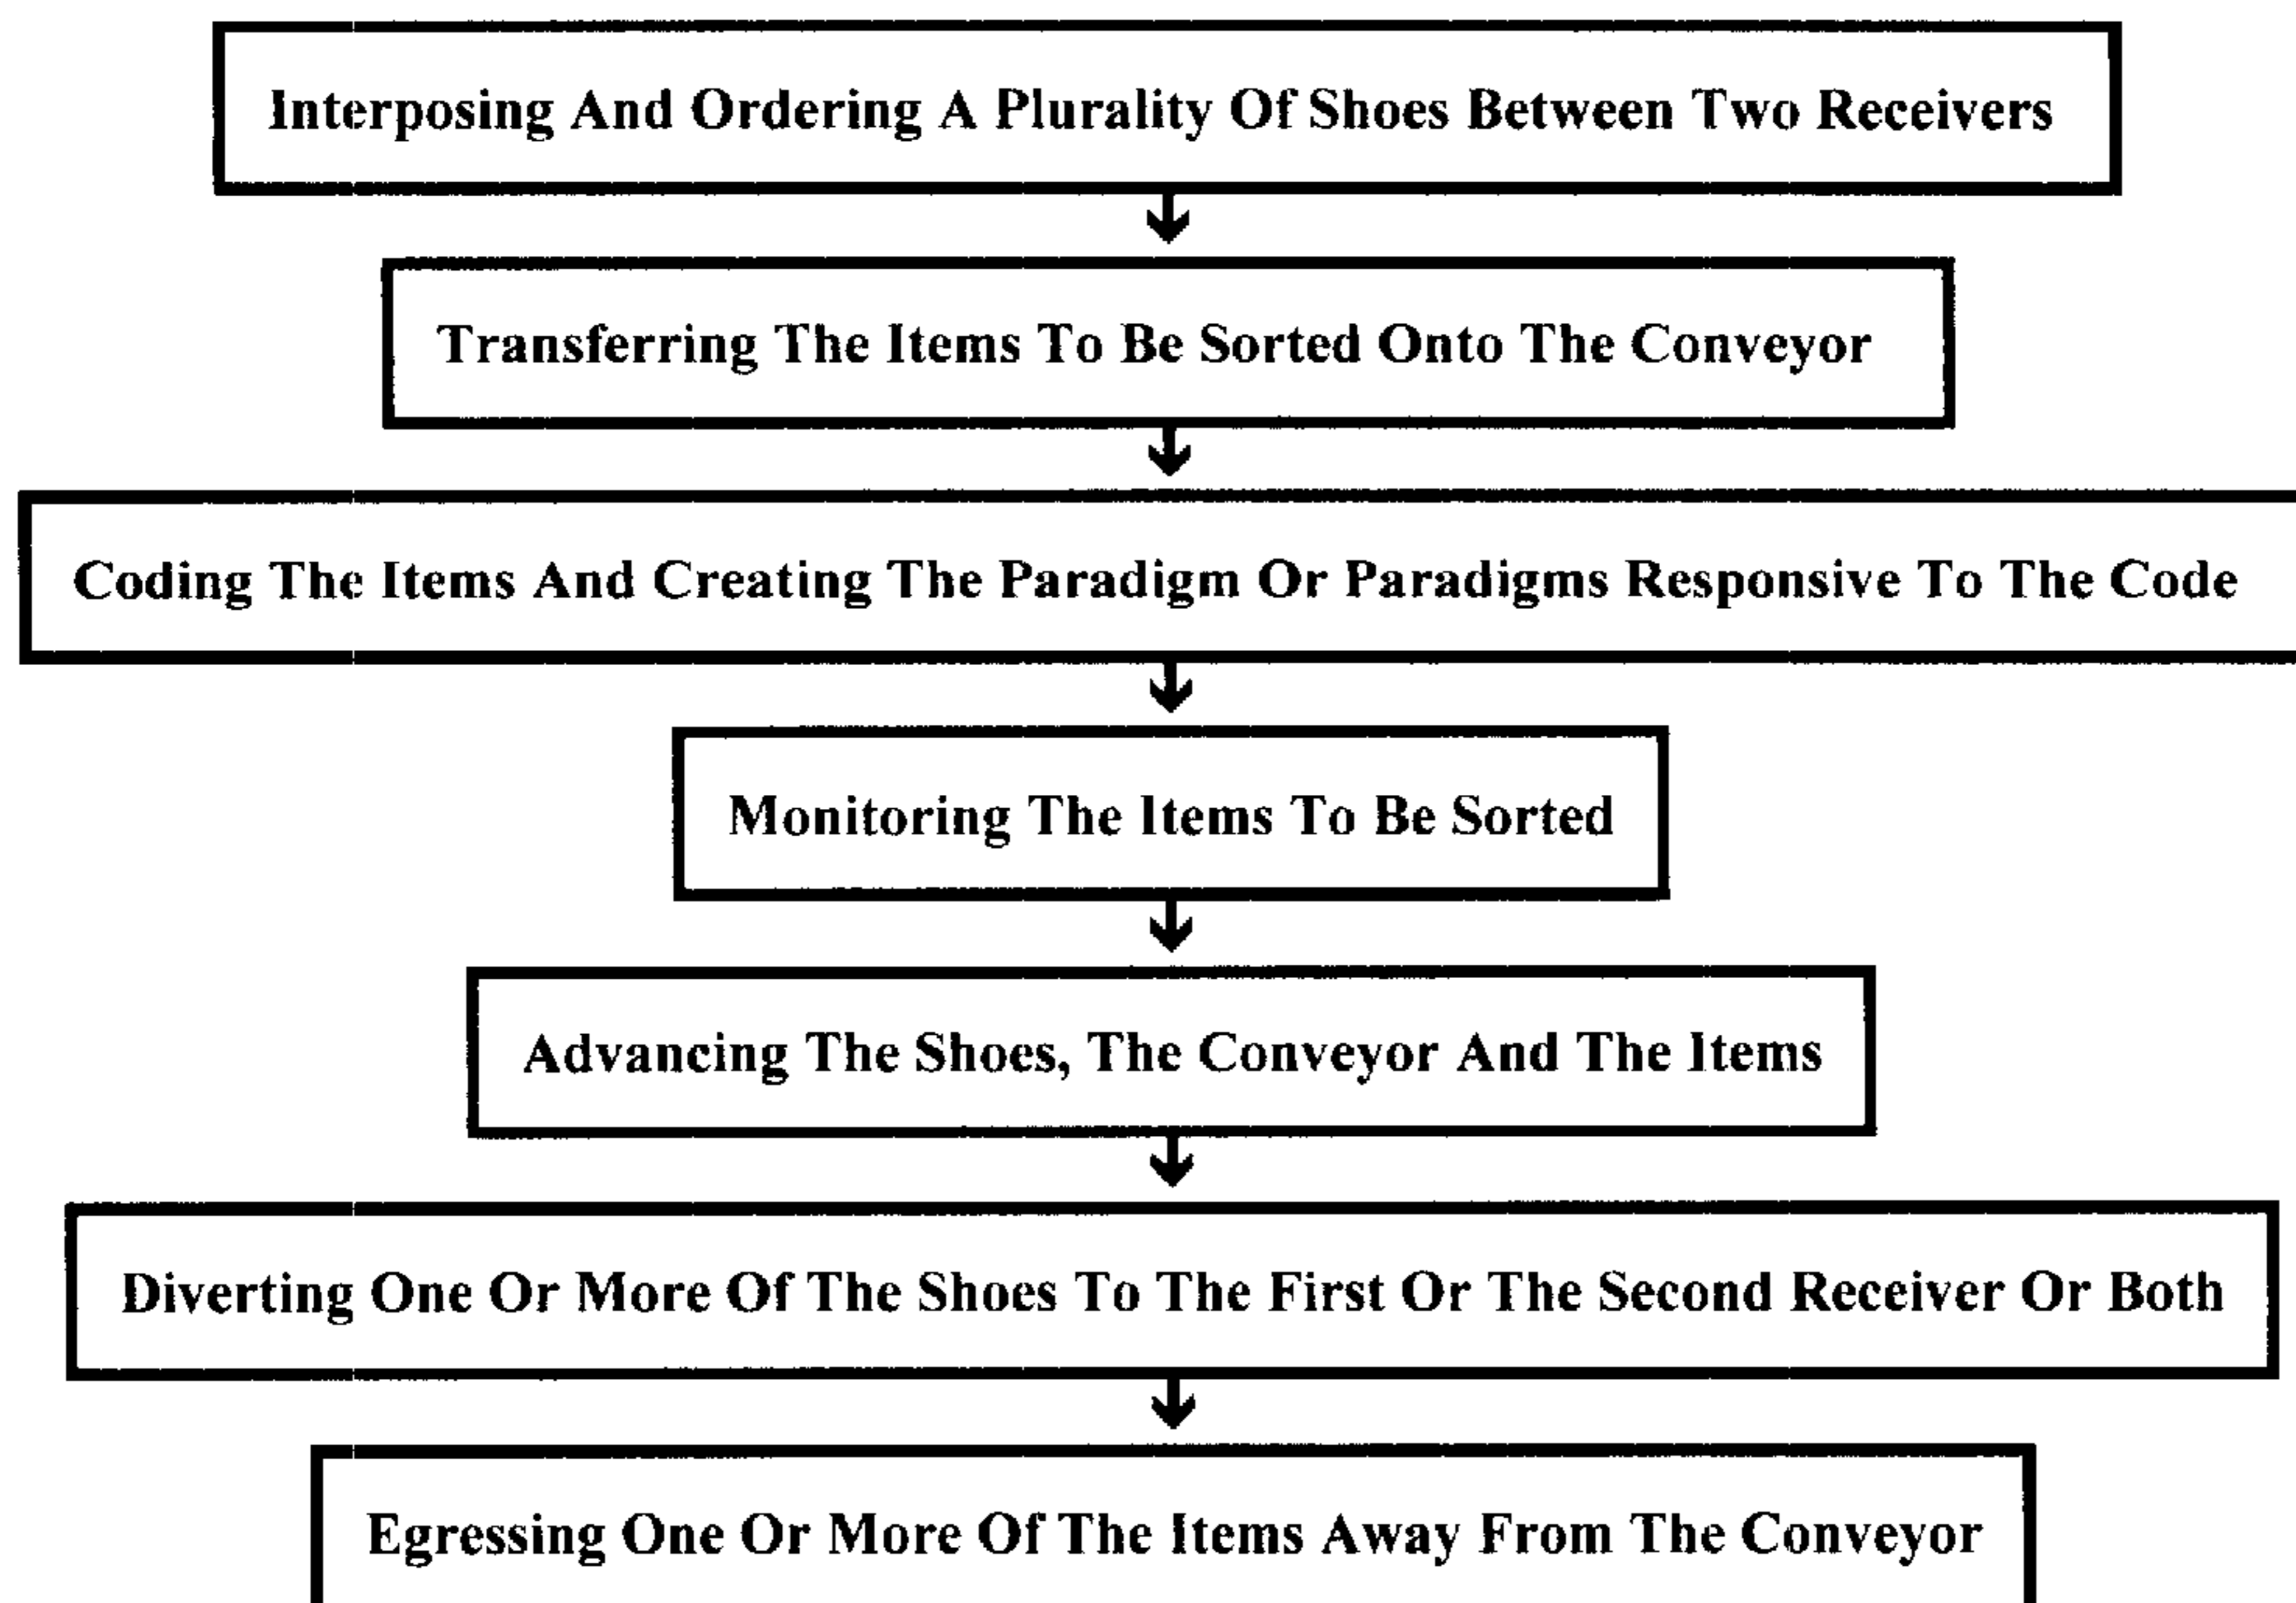 Interposing And Ordering A Plurality Of Shoes Between Two Receivers
Transferring The Items To Be Sorted Onto The Conveyor
Coding The Items And Creating The Paradigm Or Paradigms Responsive To The Code
Monitoring The Items To Be Sorted
Advancing The Shoes, The Conveyor And The Items
Diverting One Or More Of The Shoes To The First Or The Second Receiver Or Both
Egressing One Or More Of The Items Away From The Conveyor